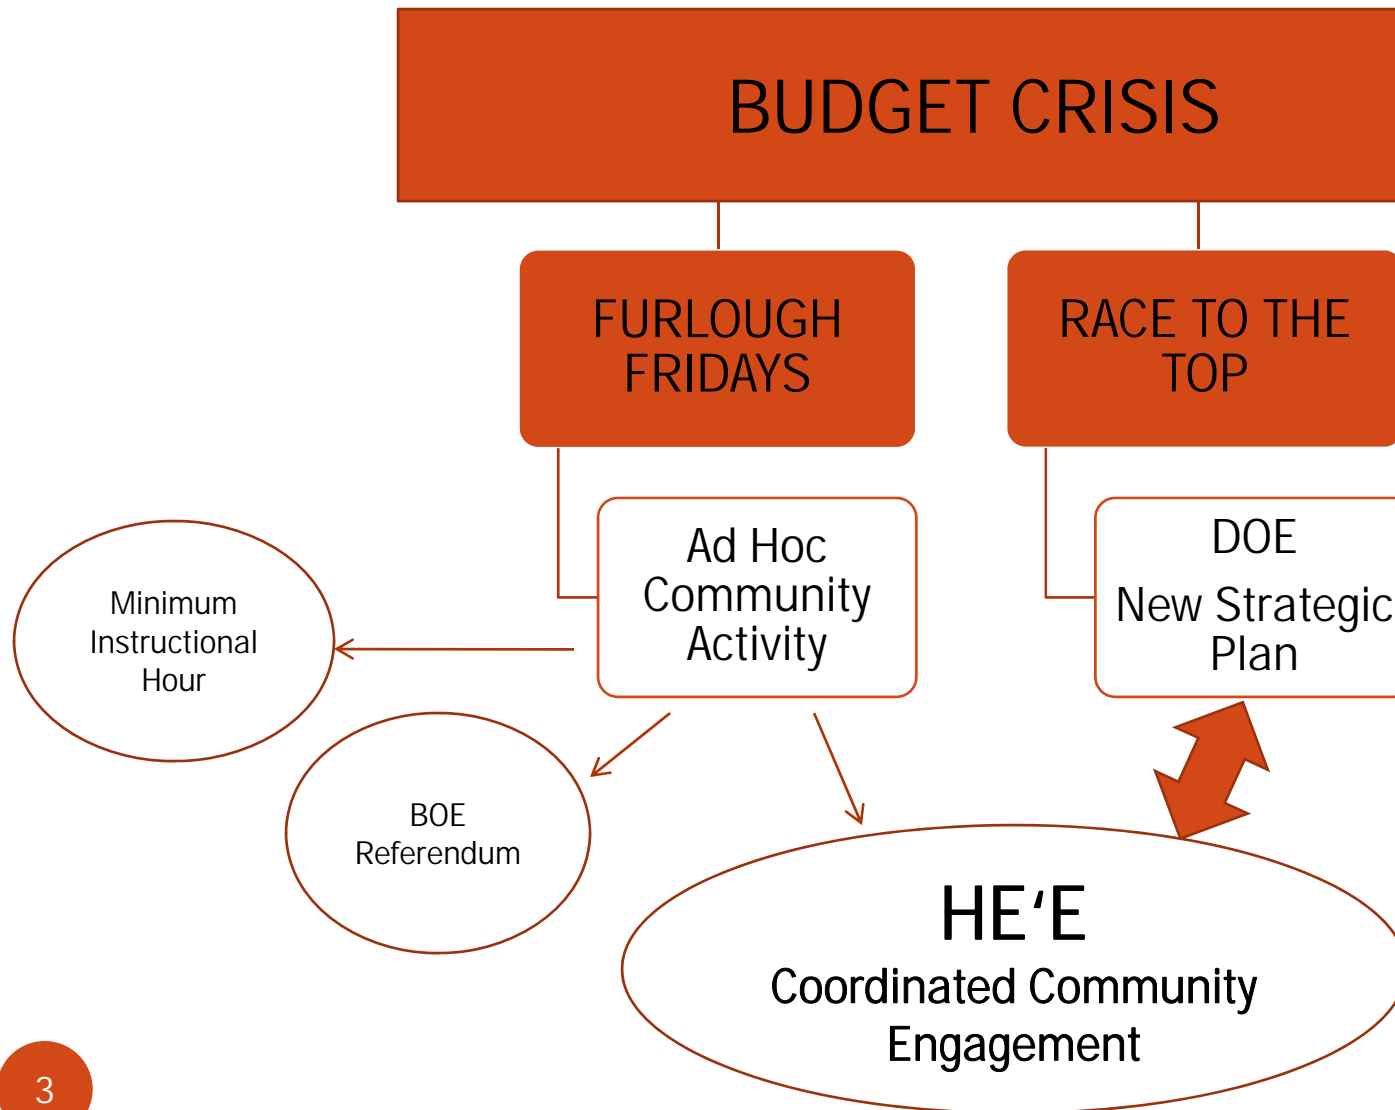 BUDGET CRISIS
FURLOUGH
FRIDAYS
RACE TO THE
TOP
Ad Hoc
Community
Activity
DOE
New Strategic
Plan
Minimum
Instructional
Hour
BOE
Referendum
HE‘E
Coordinated Community
Engagement
3